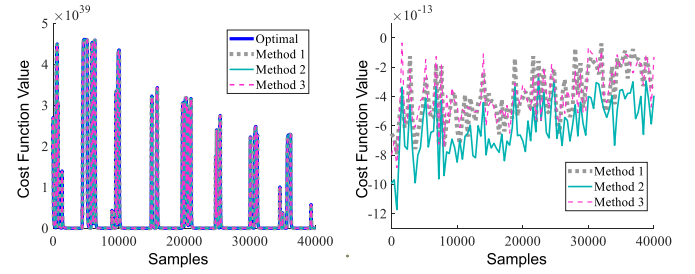 ×10^39
5
4
3
2
1
0
0 10000 20000 30000 40000
Samples
Cost Function Value
Optimal
Method 1
Method 2
Method 3
×10^-13
0
-2
-4
-6
-8
-10
-12
0 10000 20000 30000 40000
Samples
Cost Function Value
Method 1
Method 2
Method 3